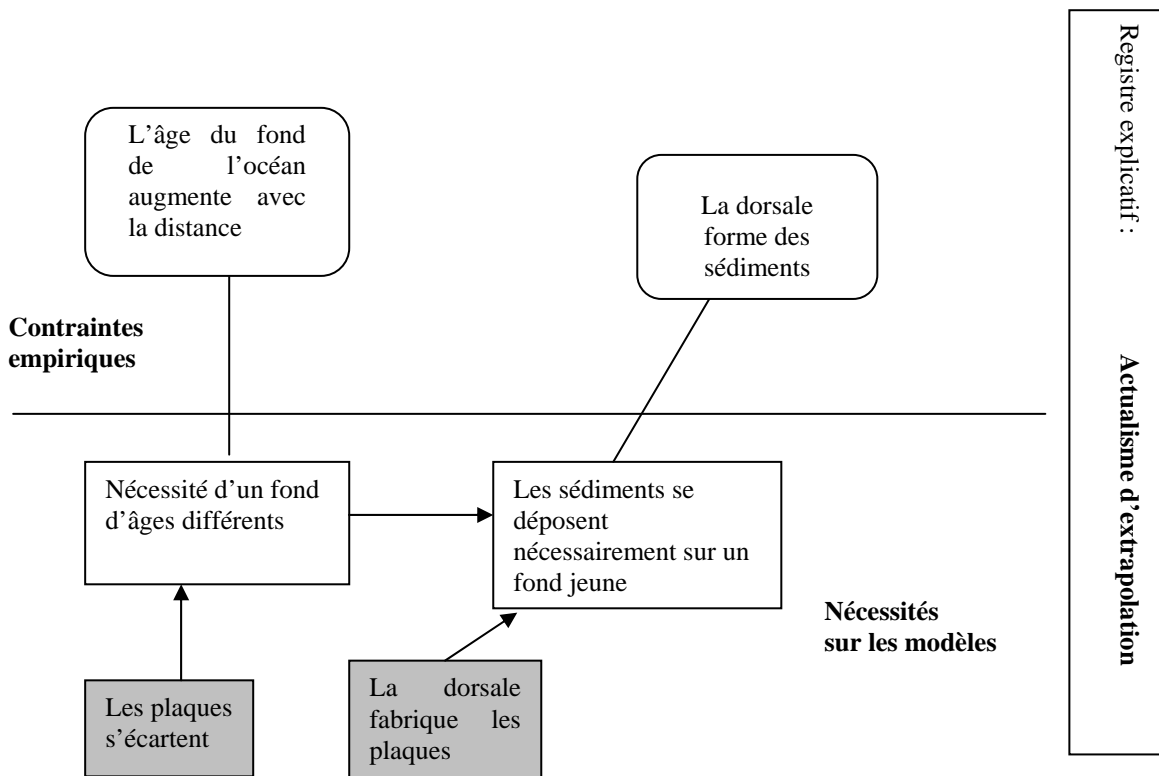 L’âge du fond
de l’océan
augmente avec
la distance
La dorsale
forme des
sédiments
Contraintes
empiriques
Nécessité d’un fond
d’âges différents
Les sédiments se
déposent
nécessairement sur un
fond jeune
Nécessités
sur les modèles
Les plaques
s’écartent
La dorsale
fabrique les
plaques
Registre explicatif :
Actualisme d’extrapolation